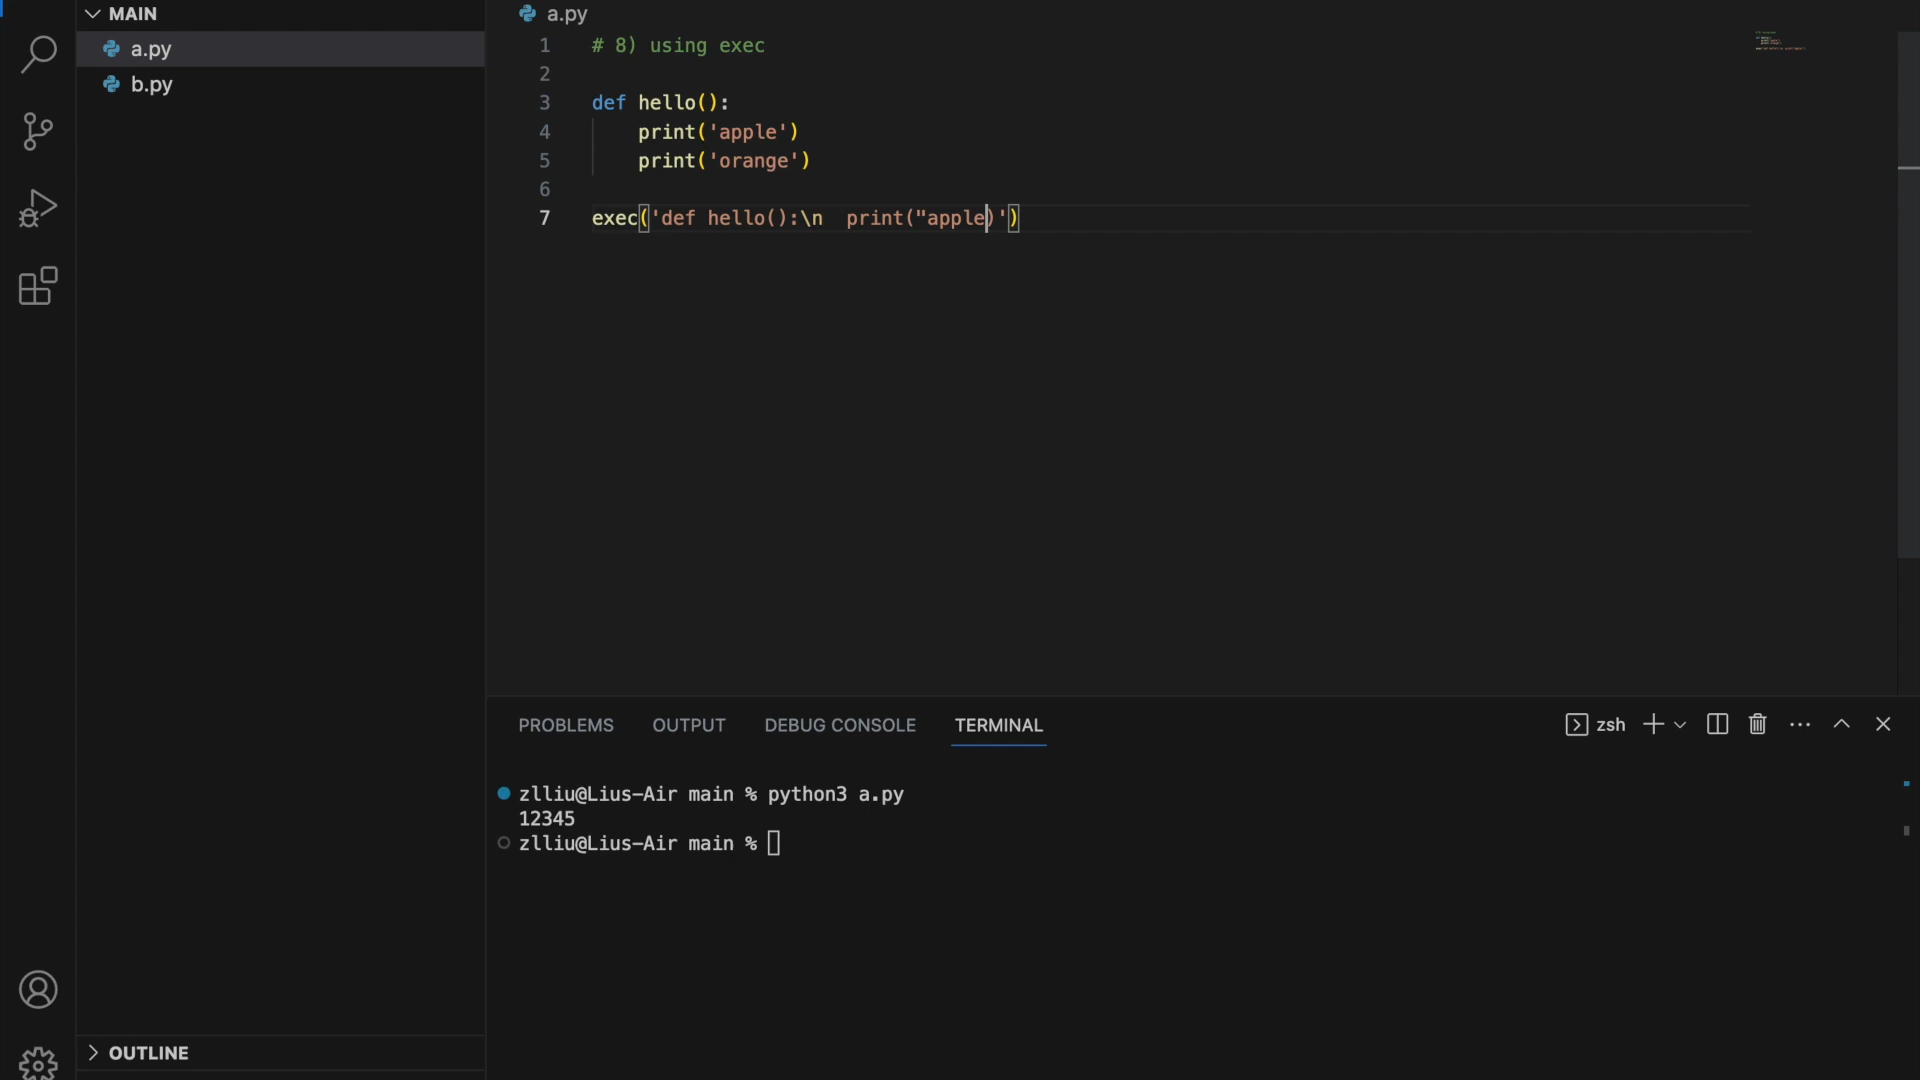 MAIN
a.py
b.py
a.py
1 # 8) using exec
2
3 def hello():
4 print('apple')
5 print('orange')
6
7 exec('def hello():\n  print("apple)')
PROBLEMS OUTPUT DEBUG CONSOLE TERMINAL
zsh
zlliu@Lius-Air main % python3 a.py
12345
zlliu@Lius-Air main %
OUTLINE